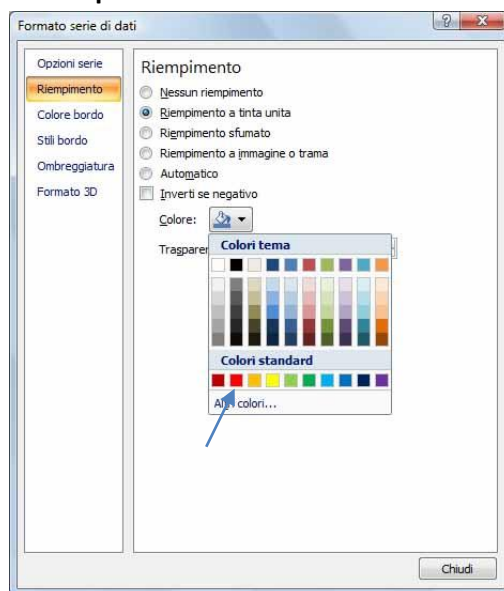 Formato serie di dati
Opzioni serie
Riempimento
Colore bordo
Stili bordo
Ombreggiatura
Formato 3D
Riempimento
Nessun riempimento
Riempimento a tinta unita
Riempimento sfumato
Riempimento a immagine o trama
Automatico
Inverti se negativo
Colore:
Colori tema
Colori standard
colori...
Chiudi